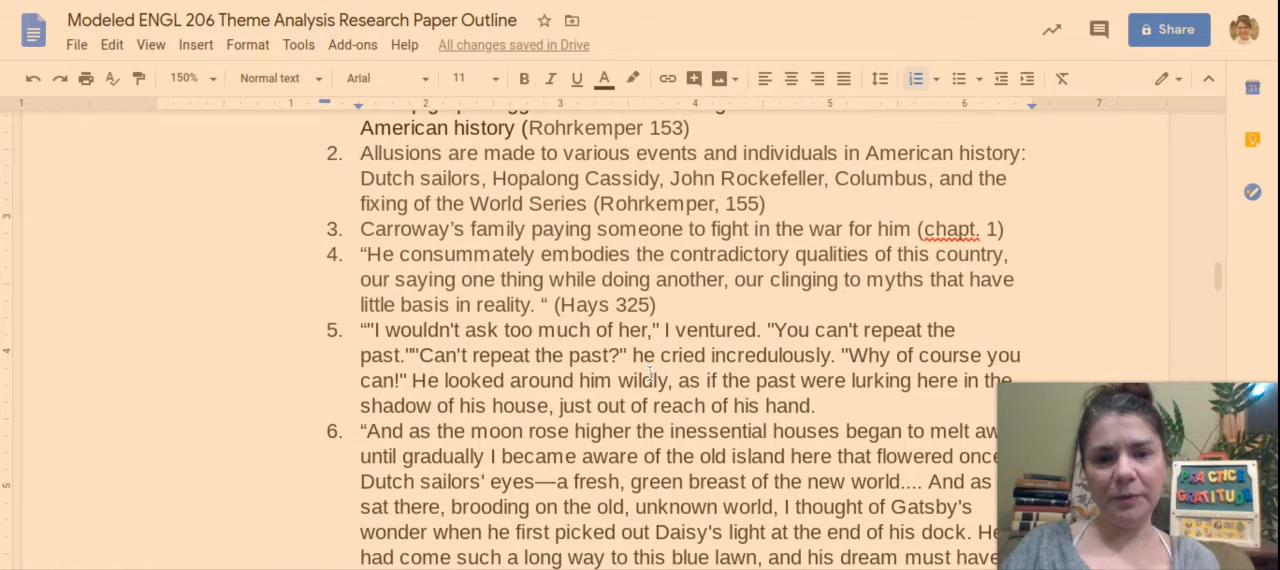 Modeled ENGL 206 Theme Analysis Research Paper Outline
File Edit View Insert Format Tools Add-ons Help All changes saved in Drive
Share
150% Normal text Arial 11 B I U A
1 1 2 3 4 5 6 7
American history (Rohrkemper 153)
2. Allusions are made to various events and individuals in American history:
Dutch sailors, Hopalong Cassidy, John Rockefeller, Columbus, and the
fixing of the World Series (Rohrkemper, 155)
3. Carroway’s family paying someone to fight in the war for him (chapt. 1)
4. “He consummately embodies the contradictory qualities of this country,
our saying one thing while doing another, our clinging to myths that have
little basis in reality. “ (Hays 325)
5. “"I wouldn't ask too much of her," I ventured. "You can't repeat the
past.""Can't repeat the past?" he cried incredulously. "Why of course you
can!" He looked around him wildly, as if the past were lurking here in the
shadow of his house, just out of reach of his hand.
6. “And as the moon rose higher the inessential houses began to melt aw
until gradually I became aware of the old island here that flowered once
Dutch sailors' eyes—a fresh, green breast of the new world.... And as
sat there, brooding on the old, unknown world, I thought of Gatsby's
wonder when he first picked out Daisy's light at the end of his dock. He
had come such a long way to this blue lawn, and his dream must have
3
4
5
31
PRACTICE
GRATITUDE